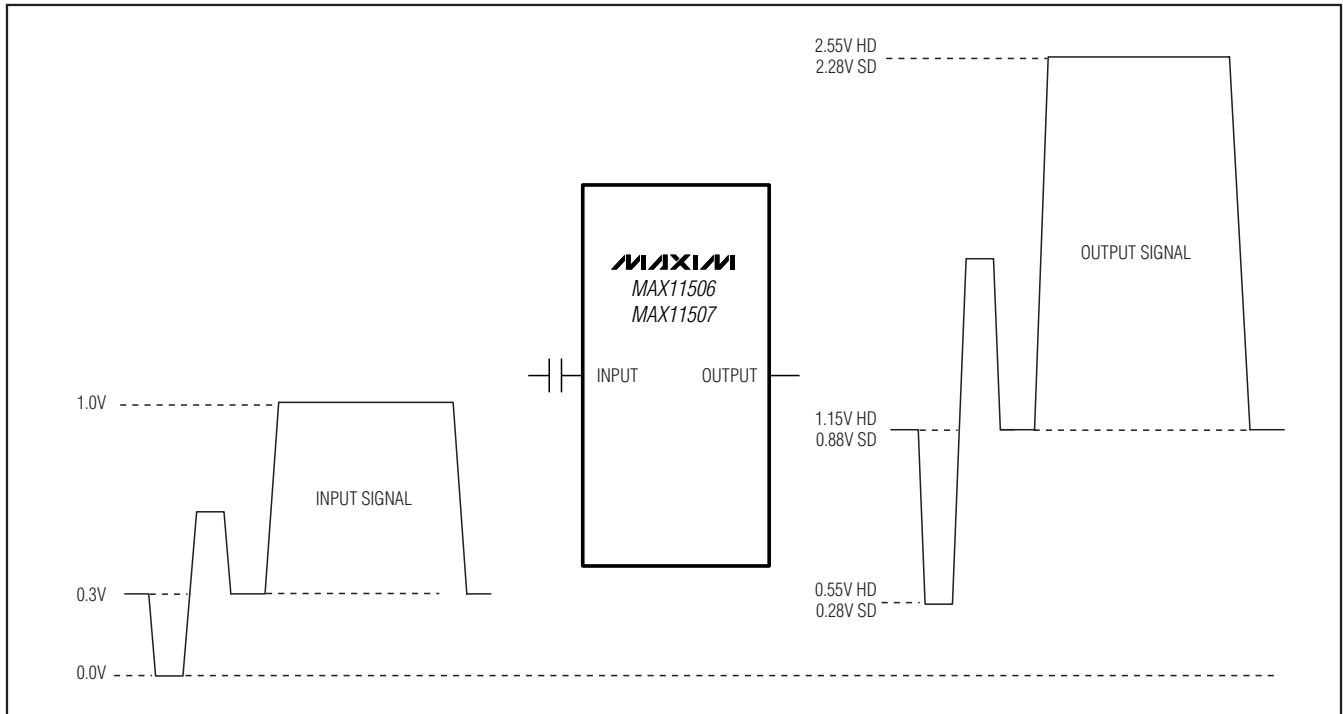 2.55V HD
2.28V SD
MAXIM
MAX11506
MAX11507
OUTPUT SIGNAL
INPUT OUTPUT
1.0V
1.15V HD
0.88V SD
INPUT SIGNAL
0.3V
0.55V HD
0.28V SD
0.0V